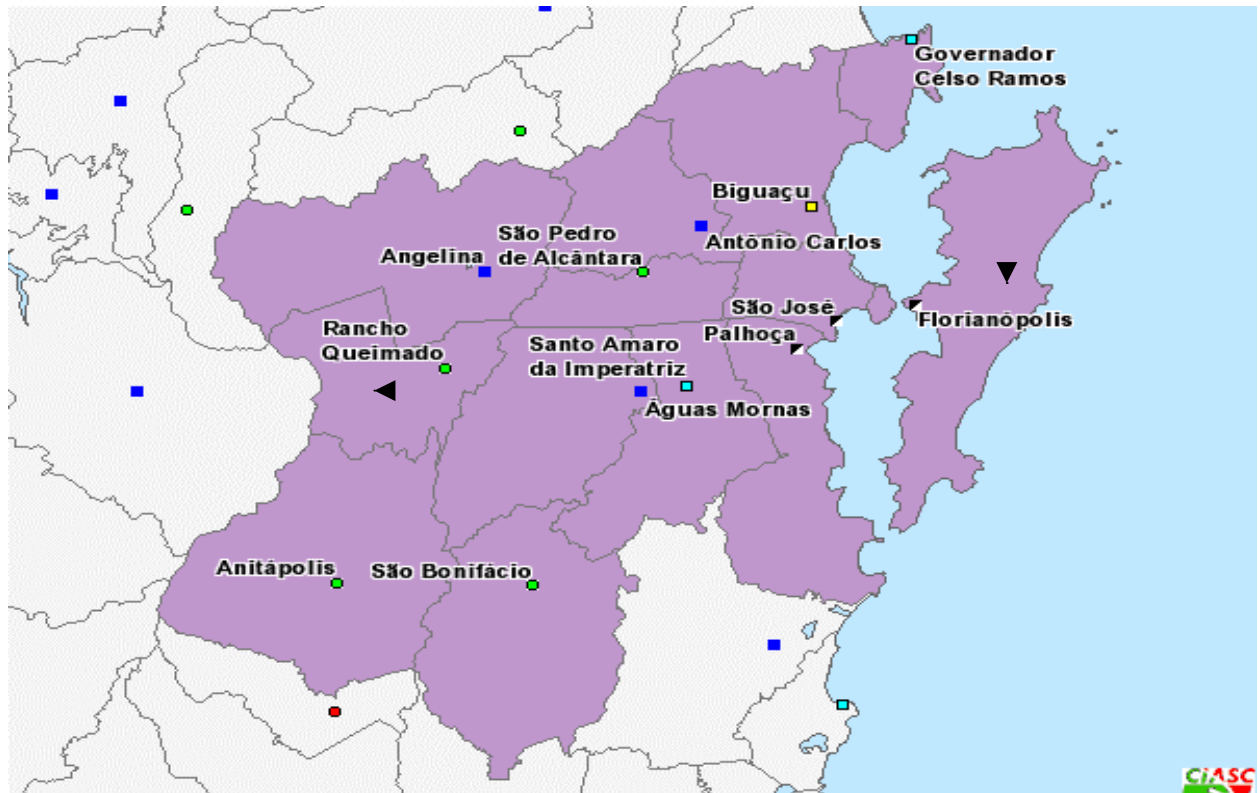 Governador
Celso Ramos
Biguaçu
Antônio Carlos
São Pedro
de Alcântara
Angelina
São José
Florianópolis
Rancho
Queimado
Palhoça
Santo Amaro
da Imperatriz
Águas Mornas
Anitápolis
São Bonifácio
CIASC